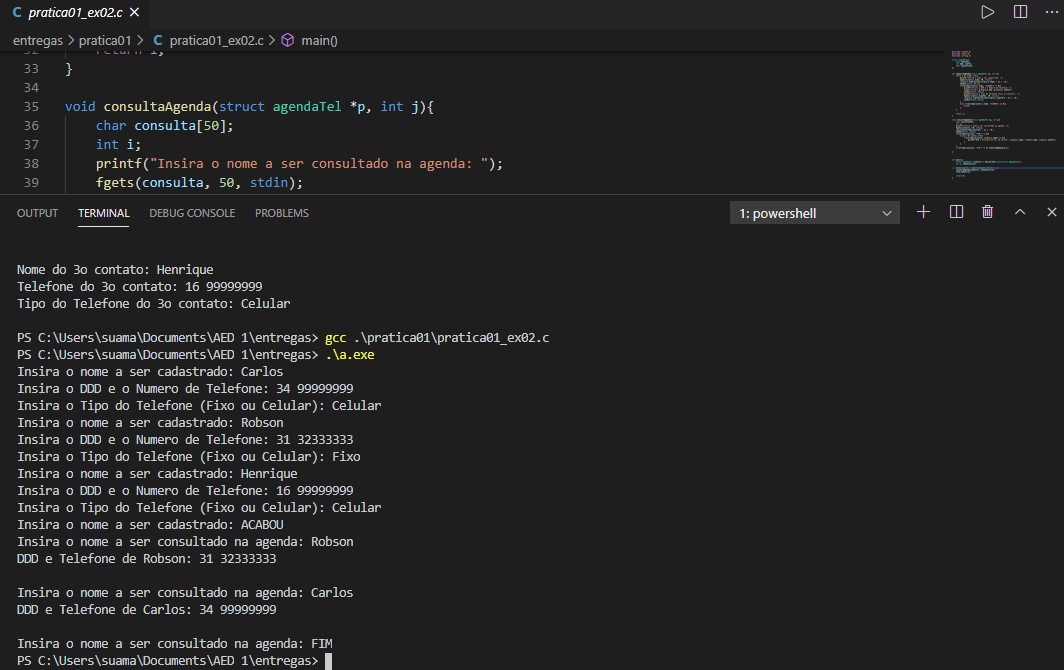 C pratica01_ex02.c
entregas > pratica01 > C pratica01_ex02.c > main()
32 return i;
33 }
34
35 void consultaAgenda(struct agendaTel *p, int j){
36 char consulta[50];
37 int i;
38 printf("Insira o nome a ser consultado na agenda: ");
39 fgets(consulta, 50, stdin);
OUTPUT TERMINAL DEBUG CONSOLE PROBLEMS 1: powershell
Nome do 3o contato: Henrique
Telefone do 3o contato: 16 99999999
Tipo do Telefone do 3o contato: Celular
PS C:\Users\suama\Documents\AED 1\entregas> gcc .\pratica01\pratica01_ex02.c
PS C:\Users\suama\Documents\AED 1\entregas> .\a.exe
Insira o nome a ser cadastrado: Carlos
Insira o DDD e o Numero de Telefone: 34 99999999
Insira o Tipo do Telefone (Fixo ou Celular): Celular
Insira o nome a ser cadastrado: Robson
Insira o DDD e o Numero de Telefone: 31 32333333
Insira o Tipo do Telefone (Fixo ou Celular): Fixo
Insira o nome a ser cadastrado: Henrique
Insira o DDD e o Numero de Telefone: 16 99999999
Insira o Tipo do Telefone (Fixo ou Celular): Celular
Insira o nome a ser cadastrado: ACABOU
Insira o nome a ser consultado na agenda: Robson
DDD e Telefone de Robson: 31 32333333
Insira o nome a ser consultado na agenda: Carlos
DDD e Telefone de Carlos: 34 99999999
Insira o nome a ser consultado na agenda: FIM
PS C:\Users\suama\Documents\AED 1\entregas>